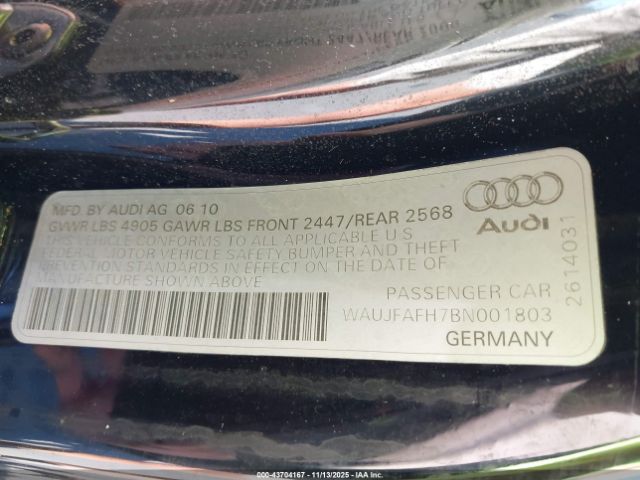 MFD BY AUDI AG 06 10
GVWR LBS 4905 GAWR LBS FRONT 2447/REAR 2568
THIS VEHICLE CONFORMS TO ALL APPLICABLE U S
FEDERAL MOTOR VEHICLE SAFETY BUMPER AND THEFT
PREVENTION STANDARDS IN EFFECT ON THE DATE OF
MANUFACTURE SHOWN ABOVE
Audi
2614031
PASSENGER CAR
WAUJFAFH7BN001803
GERMANY
00-43704167 - 11/13/2025 - IAA Inc.